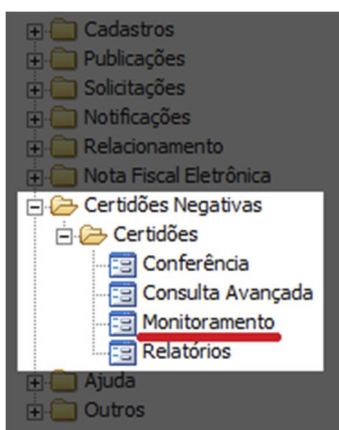 Cadastros
Publicações
Solicitações
Notificações
Relacionamento
Nota Fiscal Eletrônica
Certidões Negativas
Certidões
Conferência
Consulta Avançada
Monitoramento
Relatórios
Ajuda
Outros